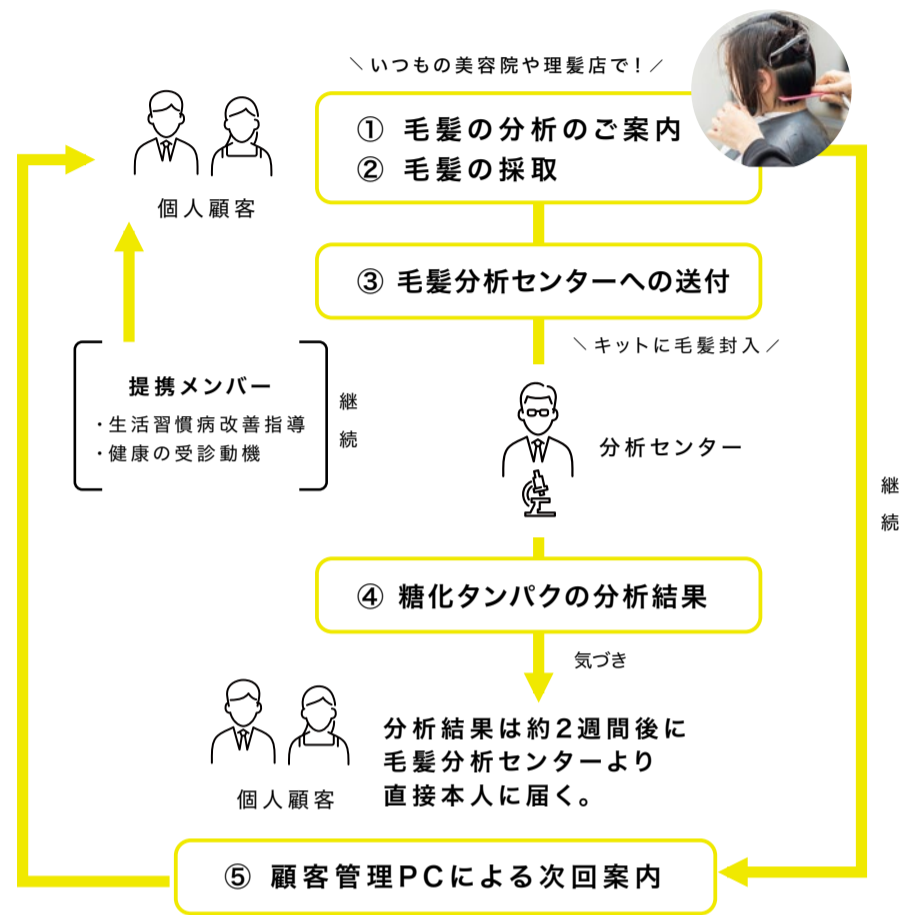 \ いつもの美容院や理髪店で！ /
① 毛髪の分析のご案内
② 毛髪の採取
個人顧客
③ 毛髪分析センターへの送付
\ キットに毛髪封入 /
提携メンバー
・生活習慣病改善指導
・健康の受診動機
継続
分析センター
継続
④ 糖化タンパクの分析結果
気づき
分析結果は約2週間後に
毛髪分析センターより
直接本人に届く。
個人顧客
⑤ 顧客管理PCによる次回案内